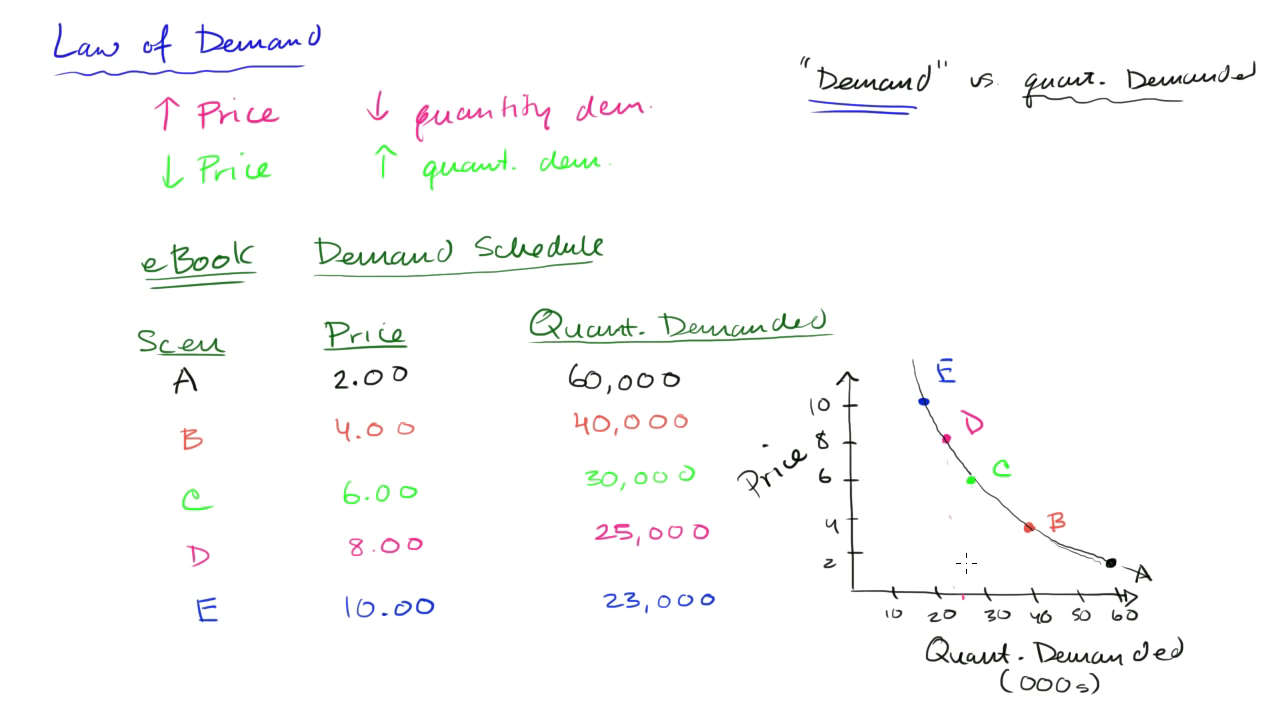 Law of Demand
"Demand" vs. quant. Demanded
↑ Price ↓ quantity dem.
↓ Price ↑ quant. dem.
eBook Demand Schedule
Scen Price Quant. Demanded
A 2.00 60,000
B 4.00 40,000
C 6.00 30,000
D 8.00 25,000
E 10.00 23,000
Price
10
8
6
4
2
E
D
C
B
A
10 20 30 40 50 60
Quant. Demanded
(000s)